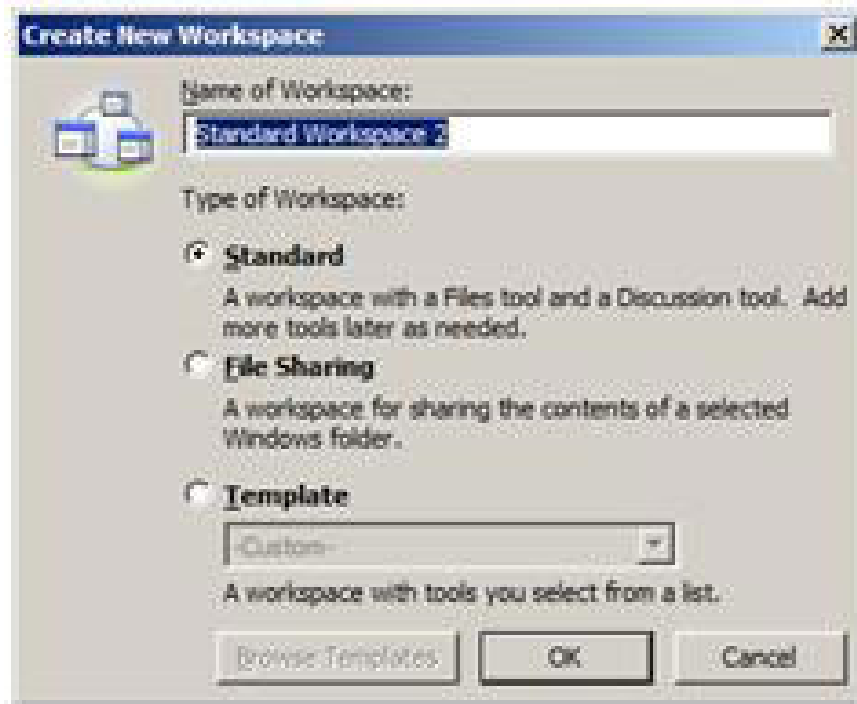 Create New Workspace
Name of Workspace:
Standard Workspace 2
Type of Workspace:
Standard
A workspace with a Files tool and a Discussion tool. Add
more tools later as needed.
File Sharing
A workspace for sharing the contents of a selected
Windows folder.
Template
-Custom-
A workspace with tools you select from a list.
Browse Templates OK Cancel